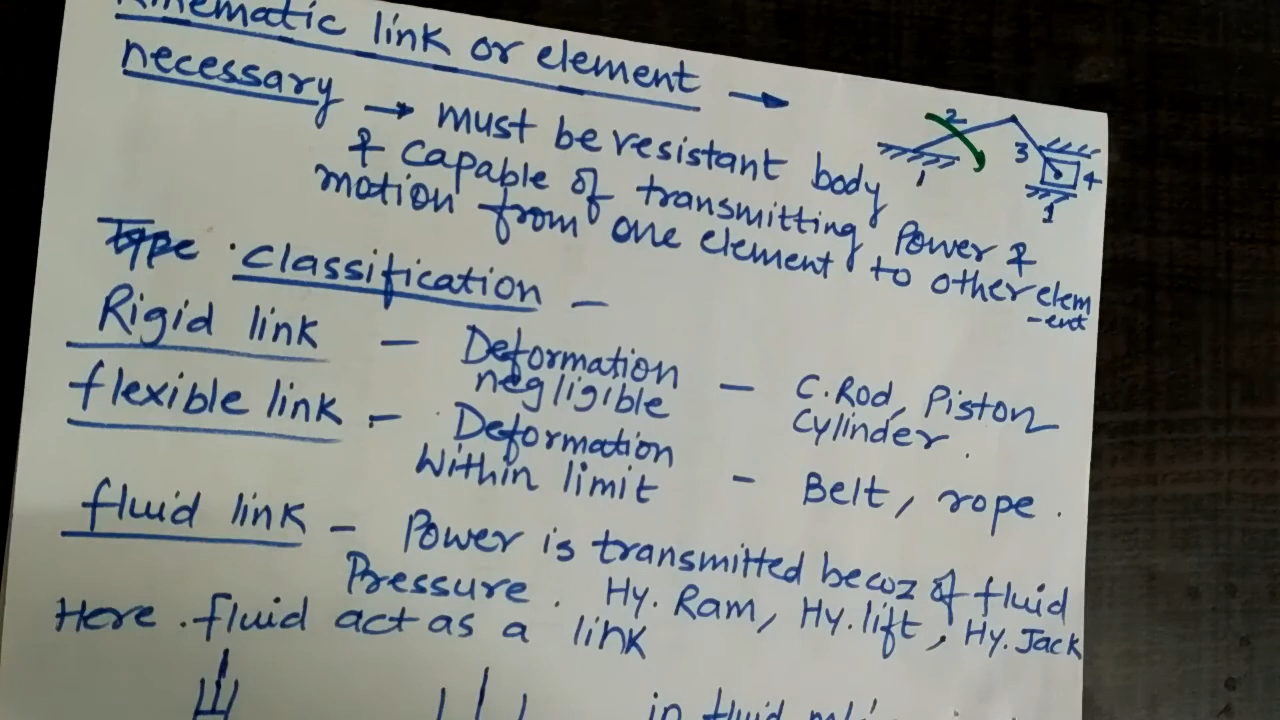 Kinematic link or element →
necessary → must be resistant body
& capable of transmitting Power &
motion from one element to other elem
-ent
2
1
3
4
1
Type Classification –
Rigid link – Deformation negligible – C.Rod, Piston Cylinder.
flexible link – Deformation Within limit – Belt, rope.
fluid link – Power is transmitted becoz of fluid
Pressure. Hy. Ram, Hy. lift, Hy. Jack
Here fluid act as a link
in fluid